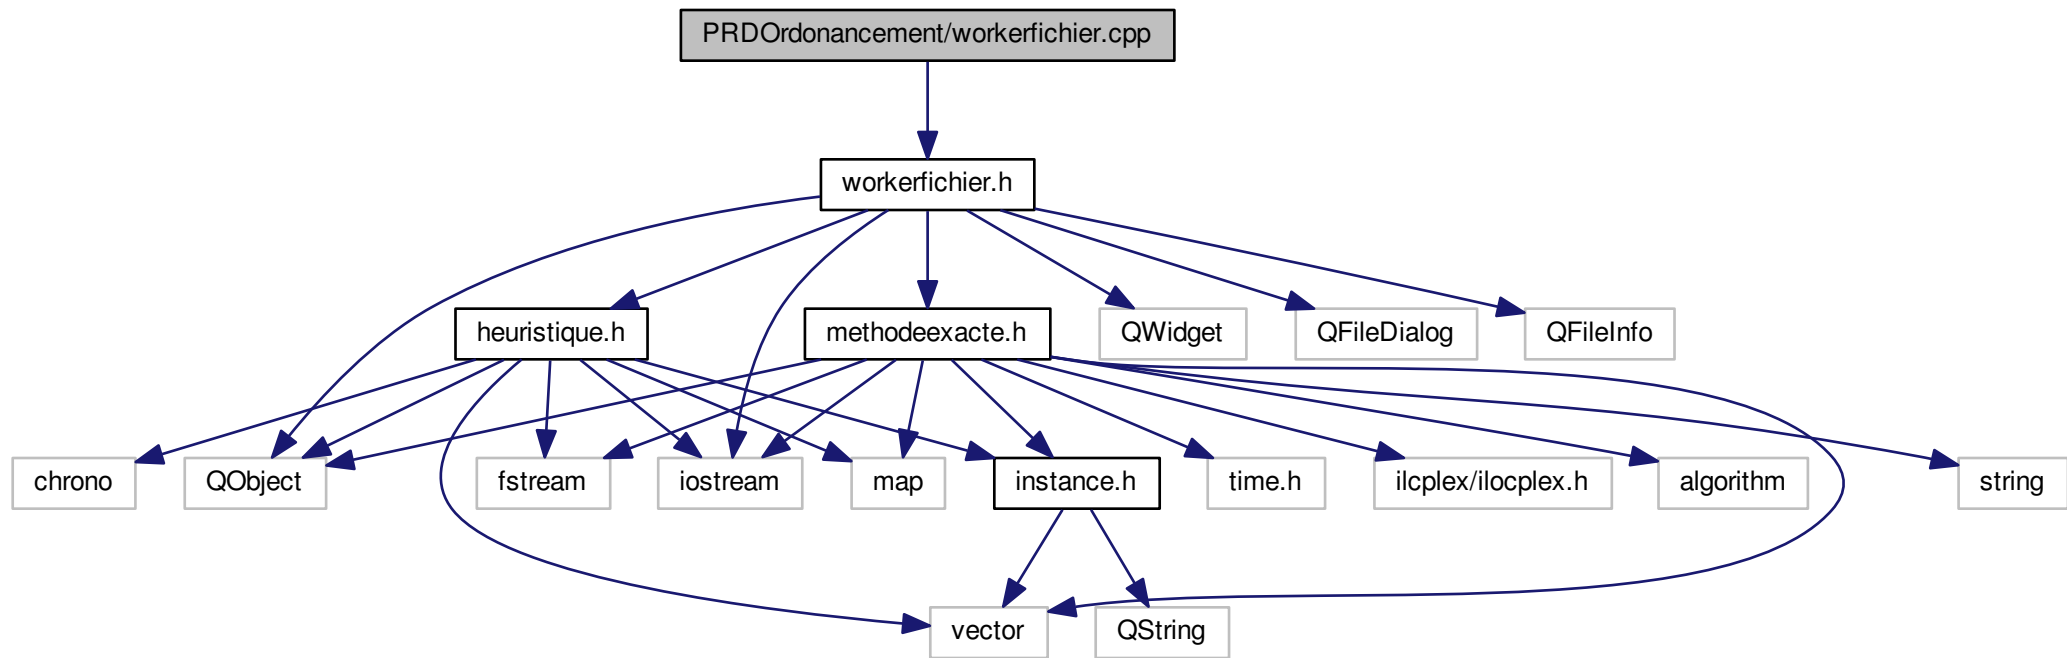 PRDOrdonancement/workerfichier.cpp
workerfichier.h
heuristique.h
methodeexacte.h
QWidget
QFileDialog
QFileInfo
chrono
QObject
fstream
iostream
map
instance.h
time.h
ilcplex/ilocplex.h
algorithm
string
vector
QString